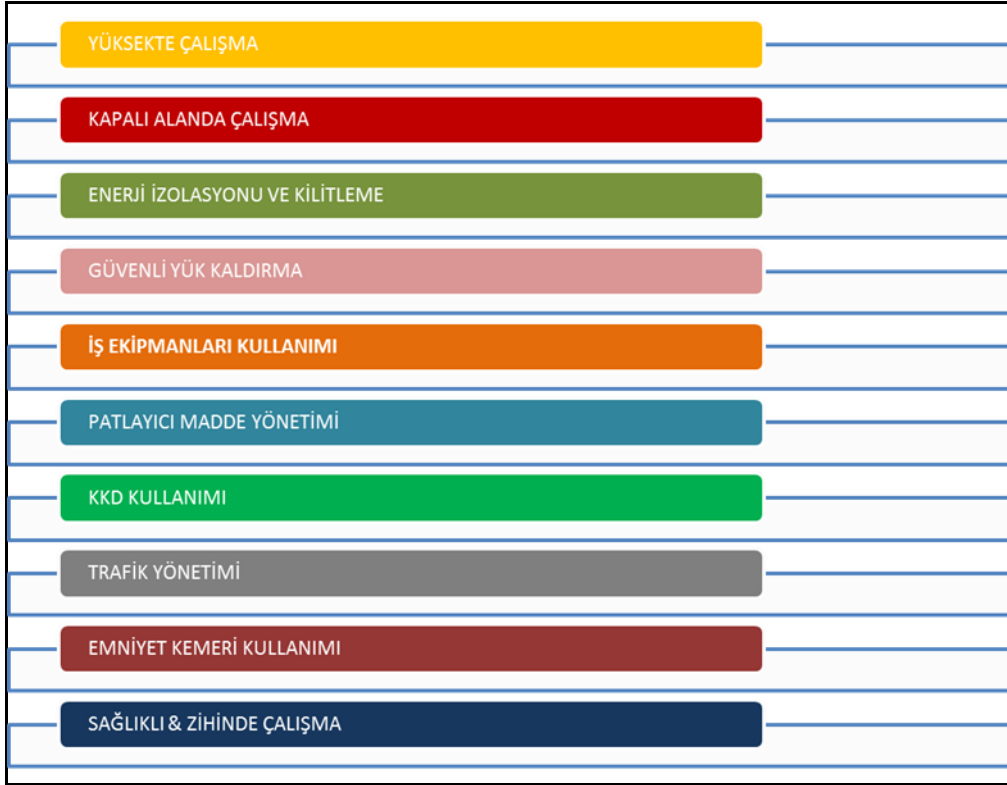 YÜKSEKTE ÇALIŞMA
KAPALI ALANDA ÇALIŞMA
ENERJİ İZOLASYONU VE KİLİTLEME
GÜVENLİ YÜK KALDIRMA
İŞ EKİPMANLARI KULLANIMI
PATLAYICI MADDE YÖNETİMİ
KKD KULLANIMI
TRAFİK YÖNETİMİ
EMNİYET KEMERİ KULLANIMI
SAĞLIKLI & ZİHİNDE ÇALIŞMA